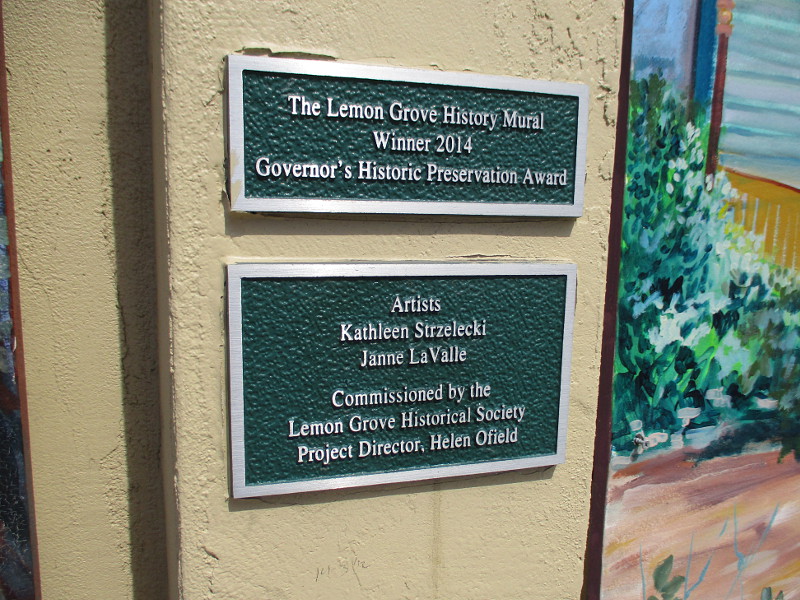 The Lemon Grove History Mural
Winner 2014
Governor's Historic Preservation Award
Artists
Kathleen Strzelecki
Janne LaValle
Commissioned by the
Lemon Grove Historical Society
Project Director, Helen Ofield